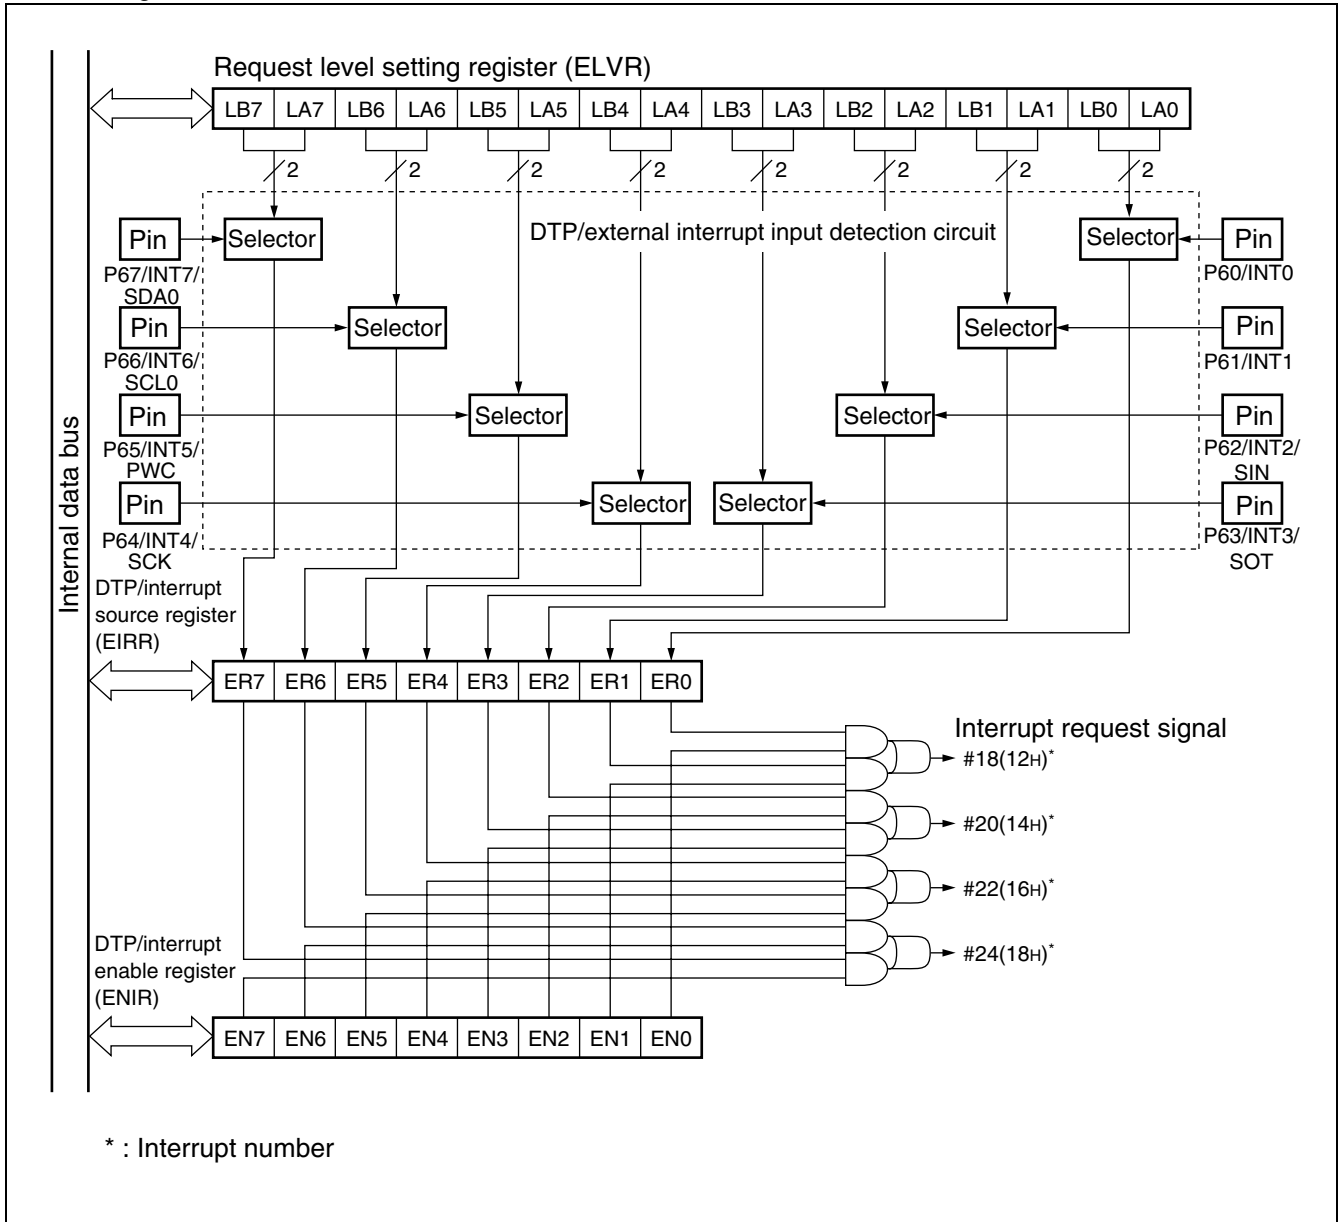 Request level setting register (ELVR)
LB7 LA7 LB6 LA6 LB5 LA5 LB4 LA4 LB3 LA3 LB2 LA2 LB1 LA1 LB0 LA0
2 2 2 2 2 2 2 2
DTP/external interrupt input detection circuit
Pin Selector Selector Pin
P67/INT7/
SDA0
P60/INT0
Pin Selector Selector Pin
P66/INT6/
SCL0
P61/INT1
Pin Selector Selector Pin
P65/INT5/
PWC
P62/INT2/
SIN
Pin Selector Selector Pin
P64/INT4/
SCK
P63/INT3/
SOT
Internal data bus
DTP/interrupt
source register
(EIRR)
ER7 ER6 ER5 ER4 ER3 ER2 ER1 ER0
Interrupt request signal
#18(12H)*
#20(14H)*
#22(16H)*
#24(18H)*
DTP/interrupt
enable register
(ENIR)
EN7 EN6 EN5 EN4 EN3 EN2 EN1 EN0
* : Interrupt number